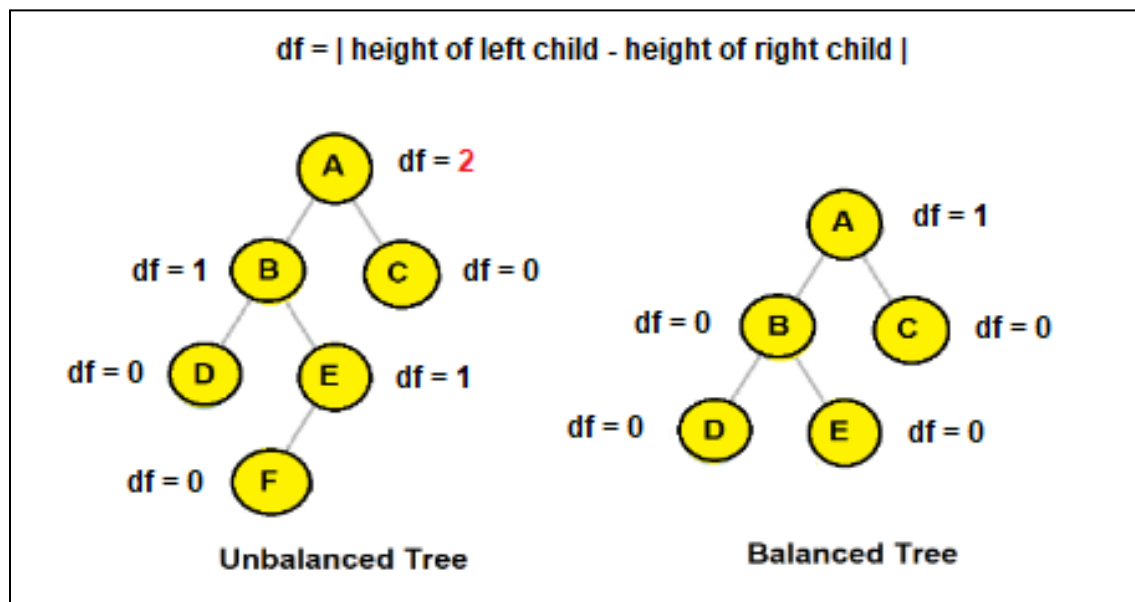 df = | height of left child - height of right child |
A df = 2
df = 1 B C df = 0
df = 0 D E df = 1
df = 0 F
Unbalanced Tree
A df = 1
df = 0 B C df = 0
df = 0 D E df = 0
Balanced Tree